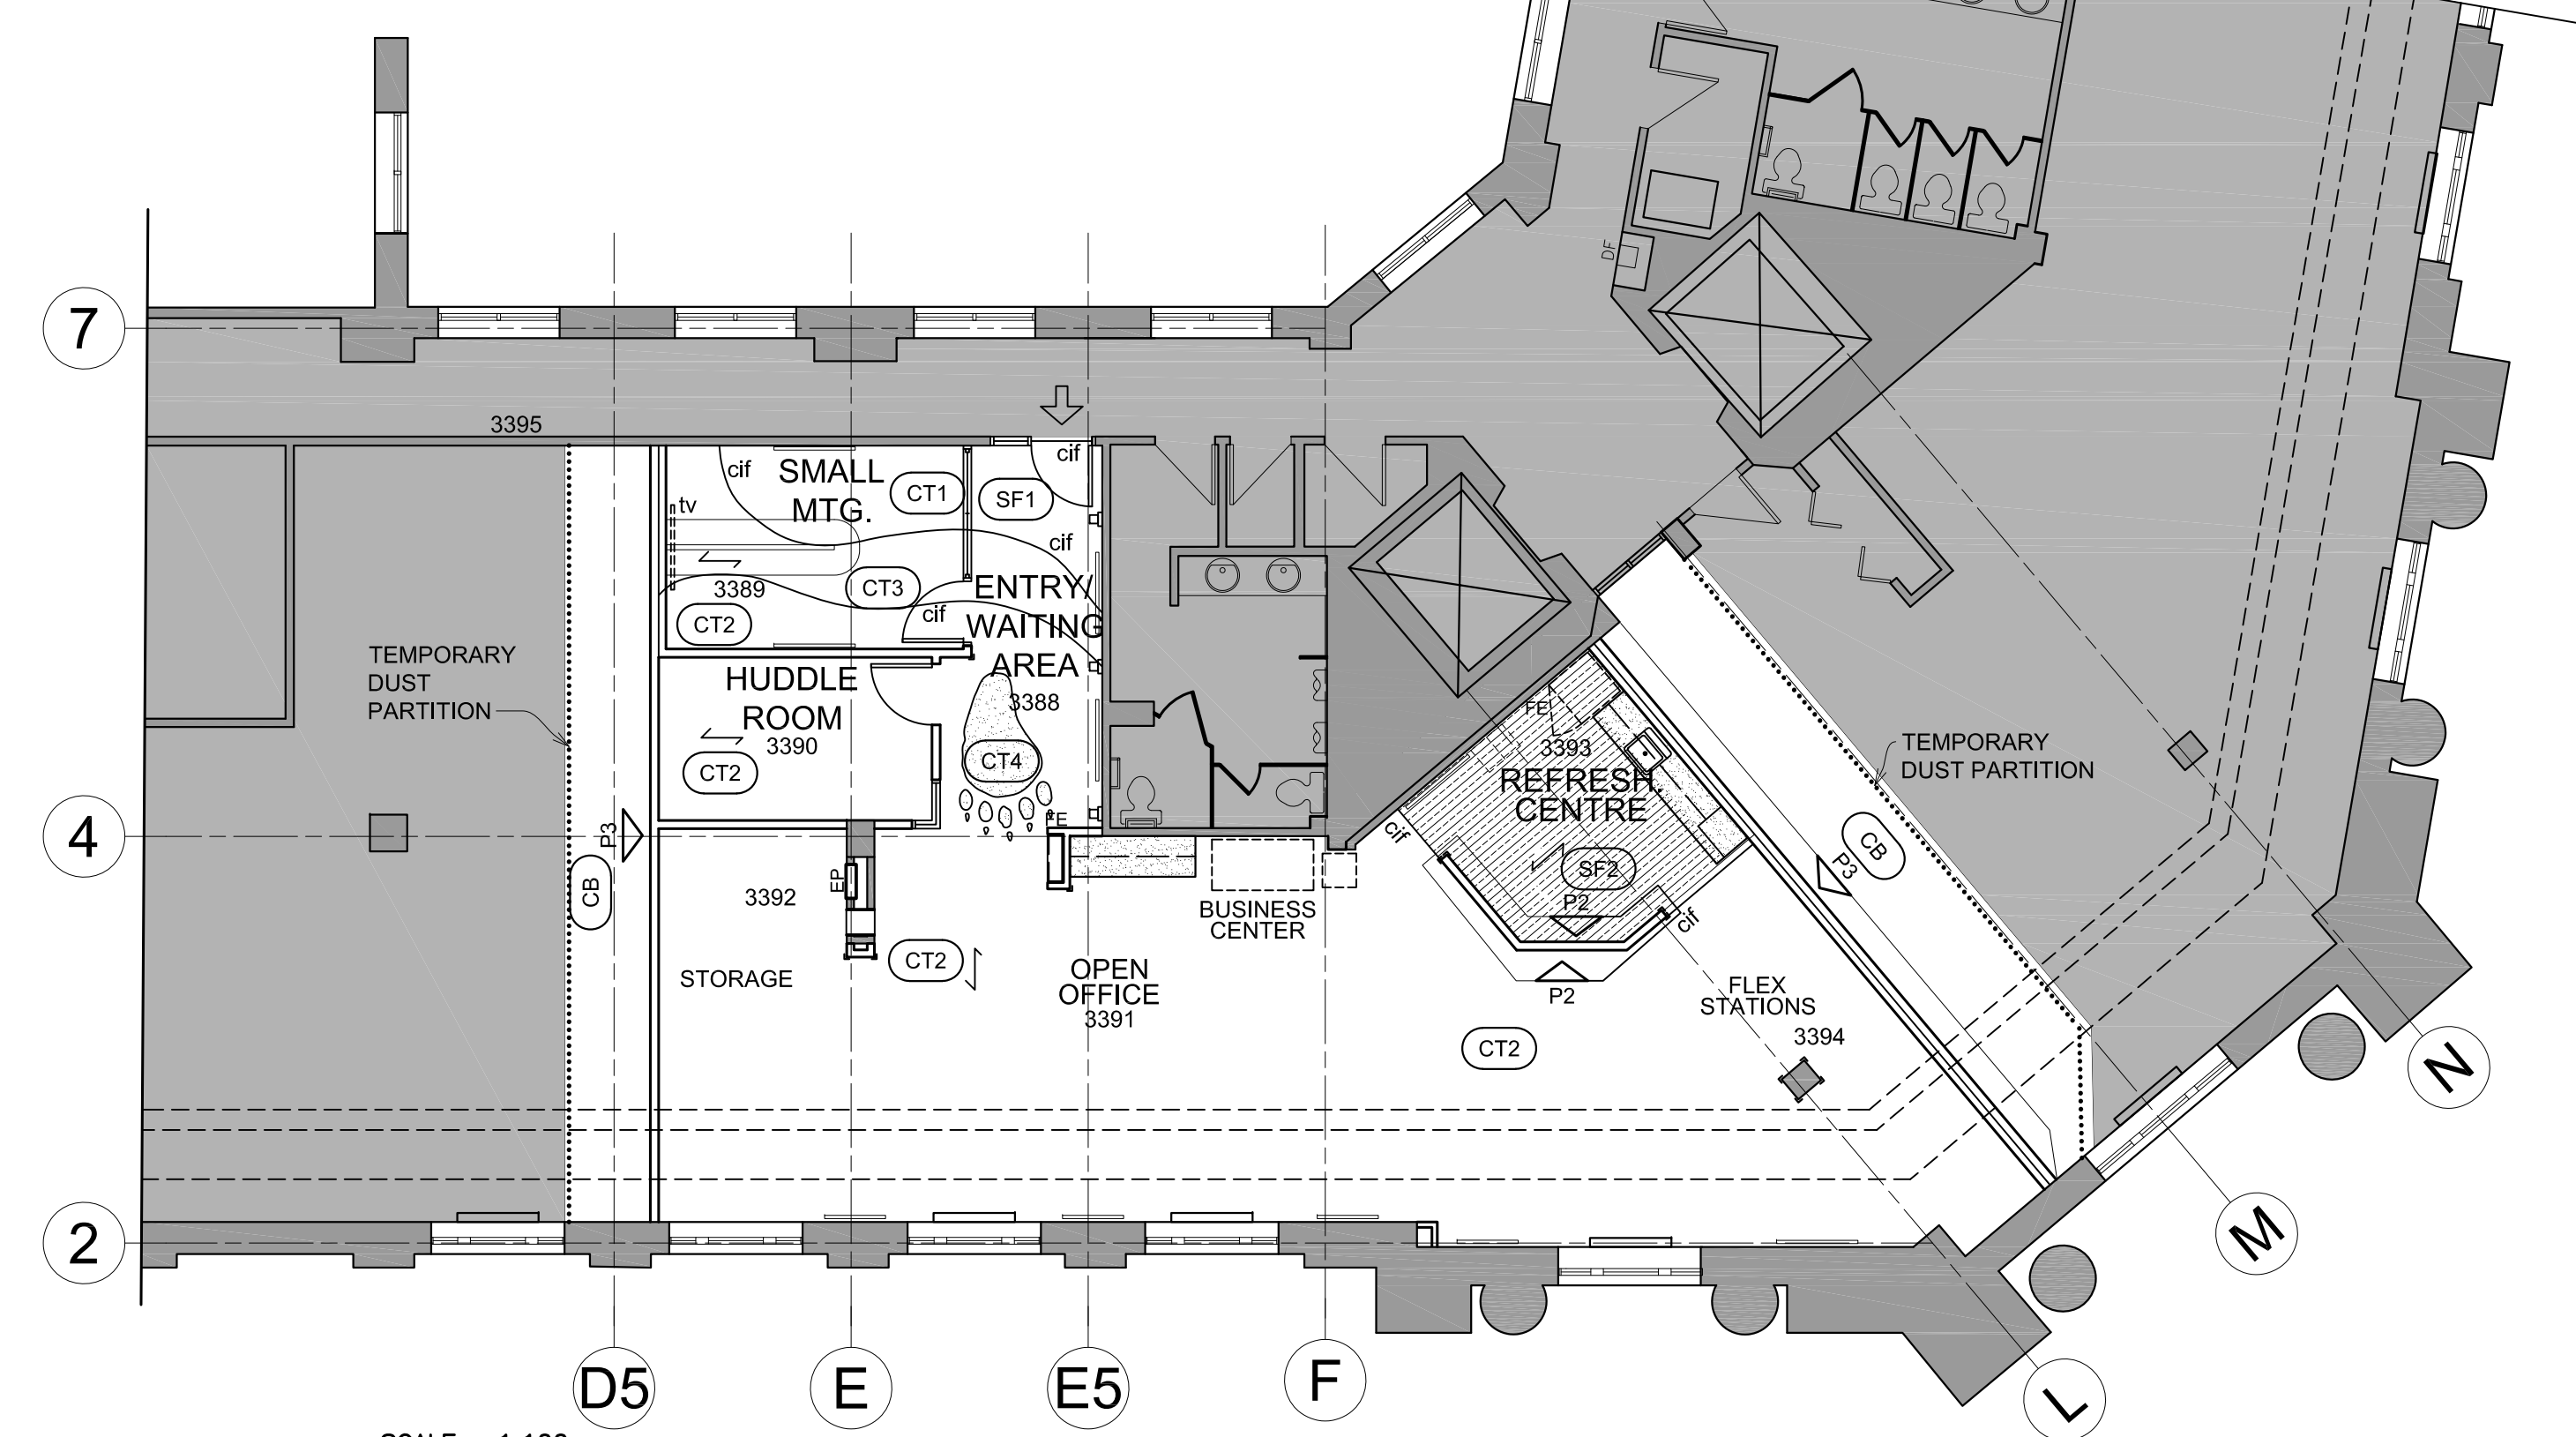 DF
7
3395
cif
cif
SMALL
MTG.
CT1
SF1
tv
cif
3389
CT3
ENTRY/
CT2
cif
WAITING
AREA
TEMPORARY
DUST
PARTITION
HUDDLE
ROOM
3390
3388
CT2
CT4
FE
3393
REFRESH.
CENTRE
TEMPORARY
DUST PARTITION
4
P3
FE
cif
CB
P3
CB
EP
3392
SF2
P2
cif
BUSINESS
CENTER
CT2
STORAGE
OPEN
OFFICE
3391
P2
FLEX
STATIONS
3394
CT2
N
M
2
D5
E
E5
F
L